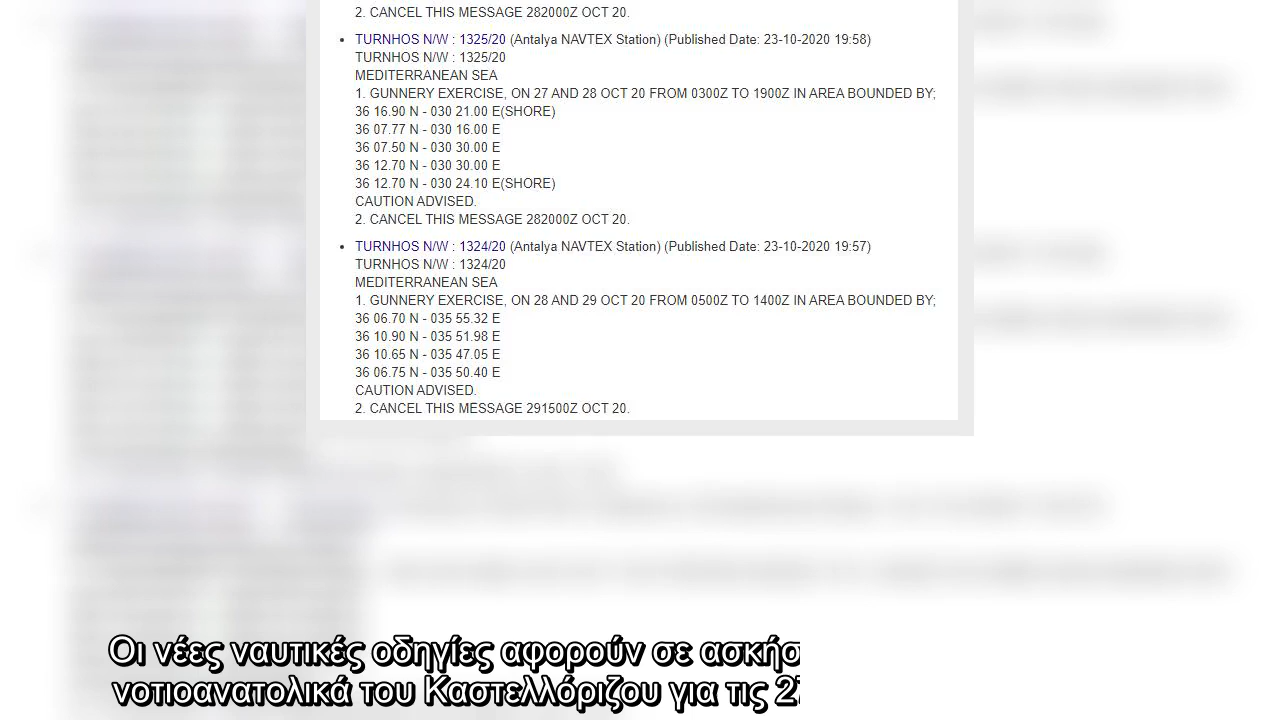 2. CANCEL THIS MESSAGE 282000Z OCT 20.
TURNHOS N/W : 1325/20 (Antalya NAVTEX Station) (Published Date: 23-10-2020 19:58)
TURNHOS N/W : 1325/20
MEDITERRANEAN SEA
1. GUNNERY EXERCISE, ON 27 AND 28 OCT 20 FROM 0300Z TO 1900Z IN AREA BOUNDED BY;
36 16.90 N - 030 21.00 E(SHORE)
36 07.77 N - 030 16.00 E
36 07.50 N - 030 30.00 E
36 12.70 N - 030 30.00 E
36 12.70 N - 030 24.10 E(SHORE)
CAUTION ADVISED.
2. CANCEL THIS MESSAGE 282000Z OCT 20.
TURNHOS N/W : 1324/20 (Antalya NAVTEX Station) (Published Date: 23-10-2020 19:57)
TURNHOS N/W : 1324/20
MEDITERRANEAN SEA
1. GUNNERY EXERCISE, ON 28 AND 29 OCT 20 FROM 0500Z TO 1400Z IN AREA BOUNDED BY;
36 06.70 N - 035 55.32 E
36 10.90 N - 035 51.98 E
36 10.65 N - 035 47.05 E
36 06.75 N - 035 50.40 E
CAUTION ADVISED.
2. CANCEL THIS MESSAGE 291500Z OCT 20.
Οι νέες ναυτικές οδηγίες αφορούν σε ασκήσ
νοτιοανατολικά του Καστελλόριζου για τις 27